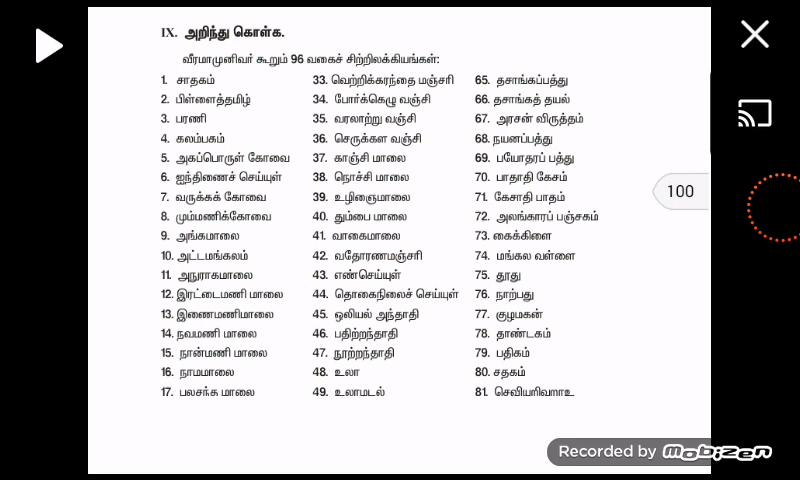 IX. அறிந்து கொள்க.
வீரமாமுனிவர் கூறும் 96 வகைச் சிற்றிலக்கியங்கள்:
1. சாதகம்
2. பிள்ளைத்தமிழ்
3. பரணி
4. கலம்பகம்
5. அகப்பொருள் கோவை
6. ஐந்திணைச் செய்யுள்
7. வருக்கக் கோவை
8. மும்மணிக்கோவை
9. அங்கமாலை
10. அட்டமங்கலம்
11. அநுராகமாலை
12. இரட்டைமணி மாலை
13. இணைமணிமாலை
14. நவமணி மாலை
15. நான்மணி மாலை
16. நாமமாலை
17. பலசந்த மாலை
33. வெற்றிக்கரந்தை மஞ்சரி
34. போர்க்கெழு வஞ்சி
35. வரலாற்று வஞ்சி
36. செருக்கள வஞ்சி
37. காஞ்சி மாலை
38. நொச்சி மாலை
39. உழிஞைமாலை
40. தும்பை மாலை
41. வாகைமாலை
42. வதோரணமஞ்சரி
43. எண்செய்யுள்
44. தொகைநிலைச் செய்யுள்
45. ஒலியல் அந்தாதி
46. பதிற்றந்தாதி
47. நூற்றந்தாதி
48. உலா
49. உலாமடல்
65. தசாங்கப்பத்து
66. தசாங்கத் தயல்
67. அரசன் விருத்தம்
68. நயனப்பத்து
69. பயோதரப் பத்து
70. பாதாதி கேசம்
71. கேசாதி பாதம்
72. அலங்காரப் பஞ்சகம்
73. கைக்கிளை
74. மங்கல வள்ளை
75. தூது
76. நாற்பது
77. குழமகன்
78. தாண்டகம்
79. பதிகம்
80. சதகம்
81. செவியறிவுறூஉ
100
Recorded by mobizen